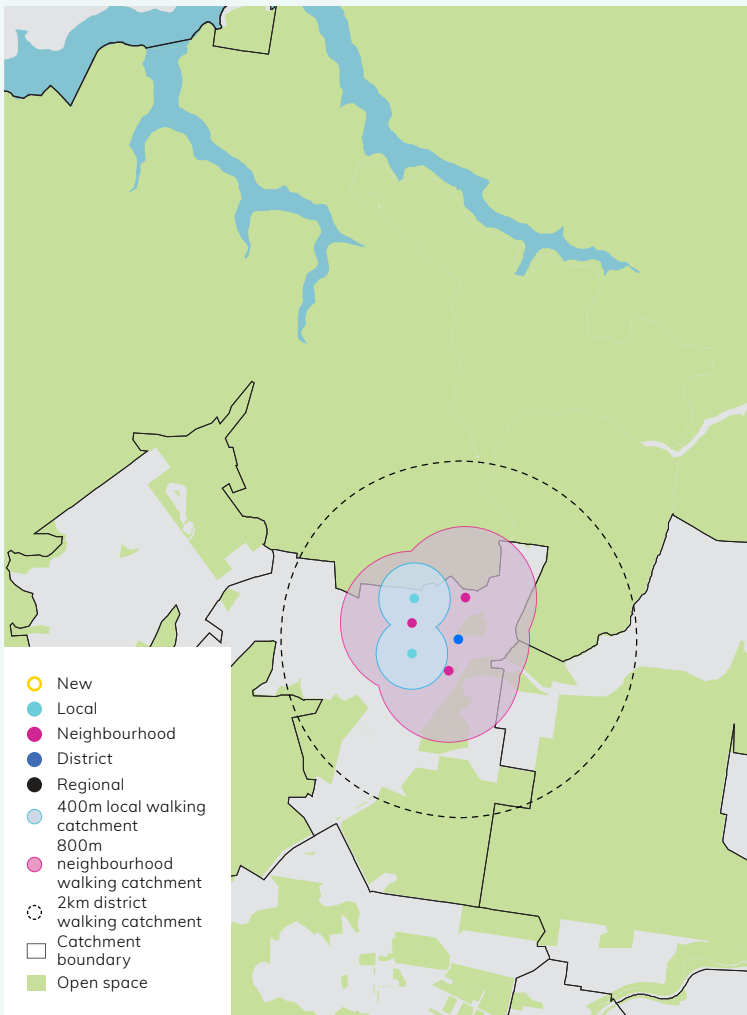 New
Local
Neighbourhood
District
Regional
400m local walking
catchment
800m
neighbourhood
walking catchment
2km district
walking catchment
Catchment
boundary
Open space